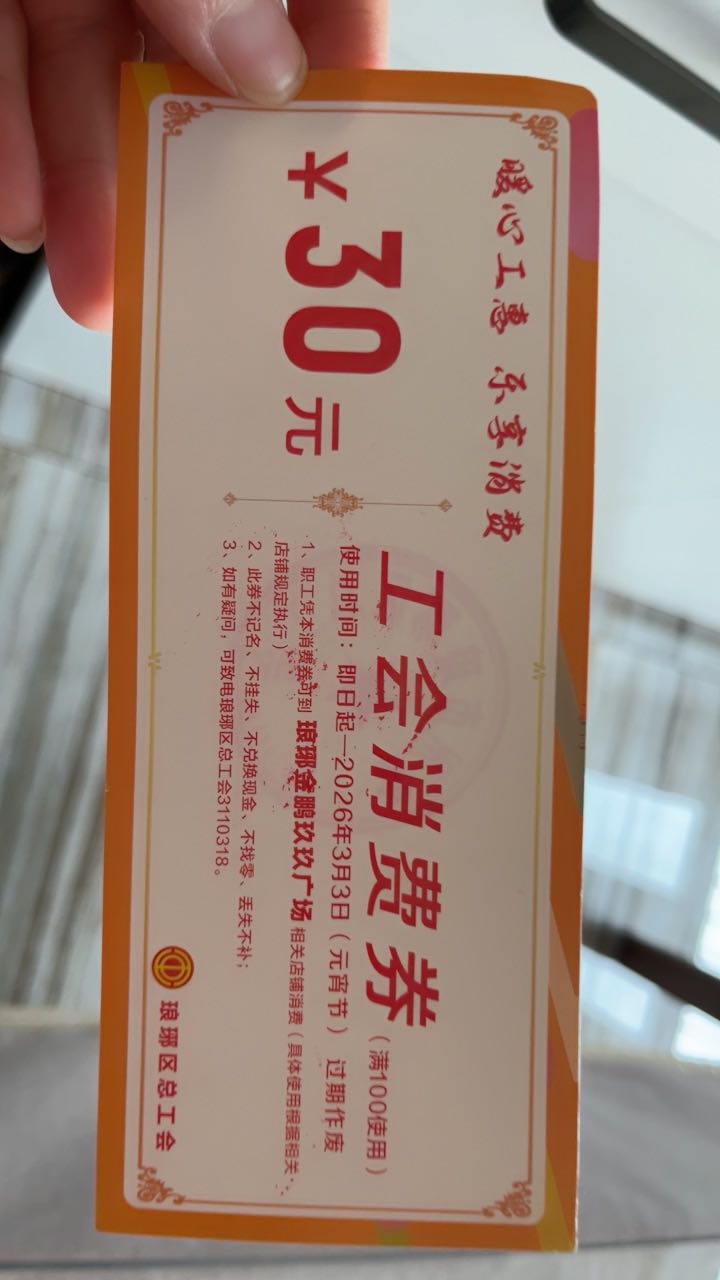 暖心工惠 乐享消费
¥30元
工会消费券(满100使用)
使用时间:即日起—2026年3月3日(元宵节) 过期作废
1、职工凭本消费券可到 琅琊金鹏玖玖广场 相关店铺消费(具体使用根据相关
店铺规定执行)
2、此券不记名、不挂失、不兑换现金、不找零、丢失不补;
3、如有疑问,可致电琅琊区总工会3110318。
琅琊区总工会